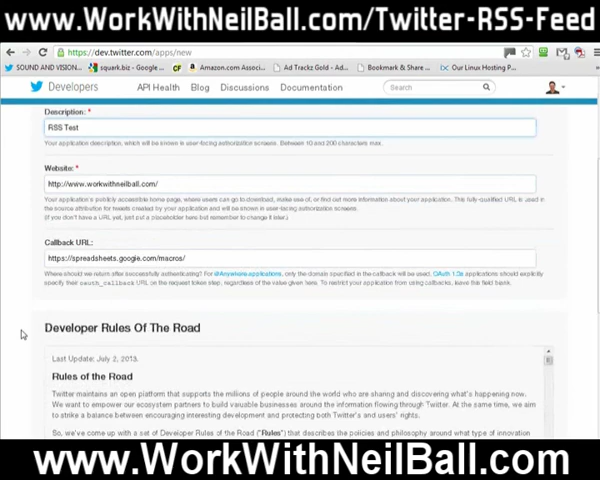 www.WorkWithNeilBall.com/Twitter-RSS-Feed
https://dev.twitter.com/apps/new
SOUND AND VISION... squark.biz - Google ... CF Amazon.com Associ... Ad Trackz Gold - Ad... Bookmark & Share ... Our Linux Hosting P...
Developers API Health Blog Discussions Documentation Search
Description: *
RSS Test
Your application description, which will be shown in user-facing authorization screens. Between 10 and 200 characters max.
Website: *
http://www.workwithneilball.com/
Your application's publicly accessible home page, where users can go to download, make use of, or find out more information about your application. This fully-qualified URL is used in
the source attribution for tweets created by your application and will be shown in user-facing authorization screens.
(If you don't have a URL yet, just put a placeholder here but remember to change it later.)
Callback URL:
https://spreadsheets.google.com/macros/
Where should we return after successfully authenticating? For @Anywhere applications, only the domain specified in the callback will be used. OAuth 1.0a applications should explicitly
specify their oauth_callback URL on the request token step, regardless of the value given here. To restrict your application from using callbacks, leave this field blank.
Developer Rules Of The Road
Last Update: July 2, 2013.
Rules of the Road
Twitter maintains an open platform that supports the millions of people around the world who are sharing and discovering what's happening now.
We want to empower our ecosystem partners to build valuable businesses around the information flowing through Twitter. At the same time, we aim
to strike a balance between encouraging interesting development and protecting both Twitter's and users' rights.
So, we've come up with a set of Developer Rules of the Road ("Rules") that describes the policies and philosophy around what type of innovation
www.WorkWithNeilBall.com